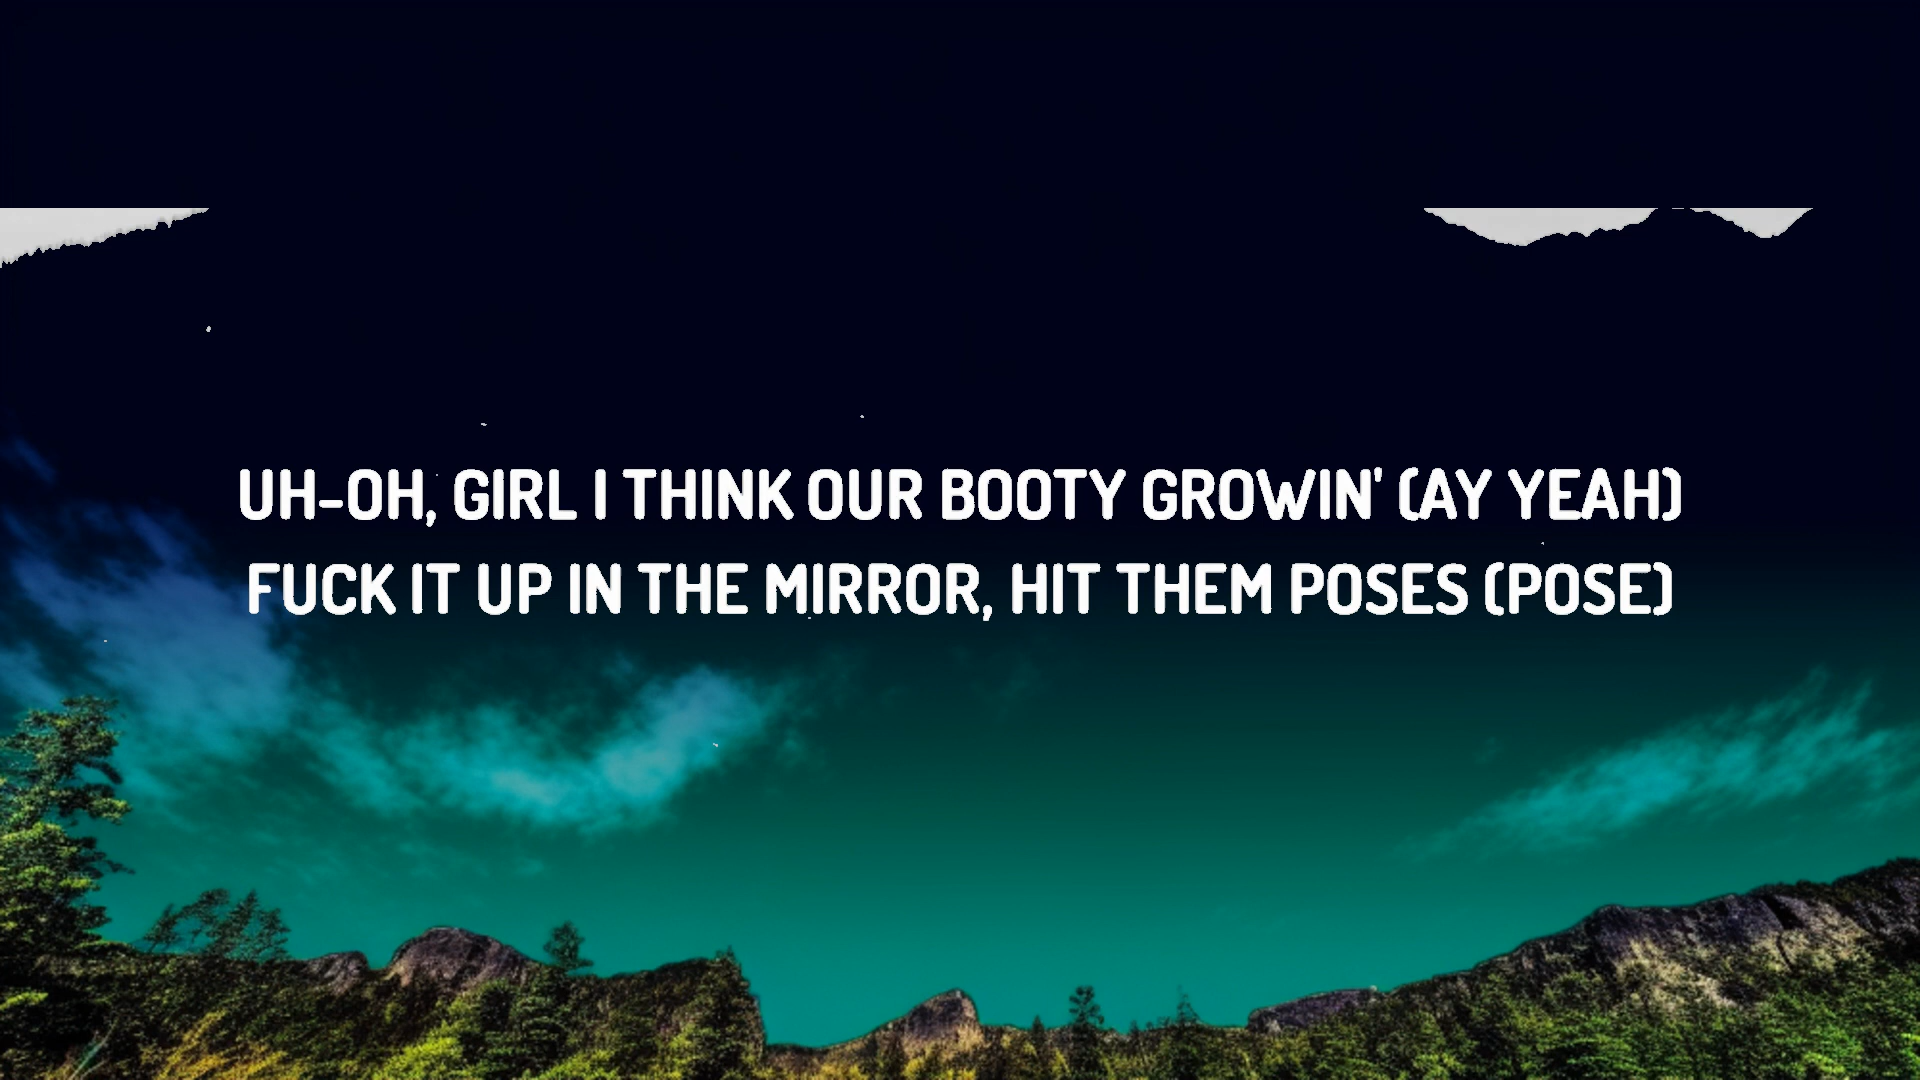 UH-OH, GIRL I THINK OUR BOOTY GROWIN' (AY YEAH)
FUCK IT UP IN THE MIRROR, HIT THEM POSES (POSE)